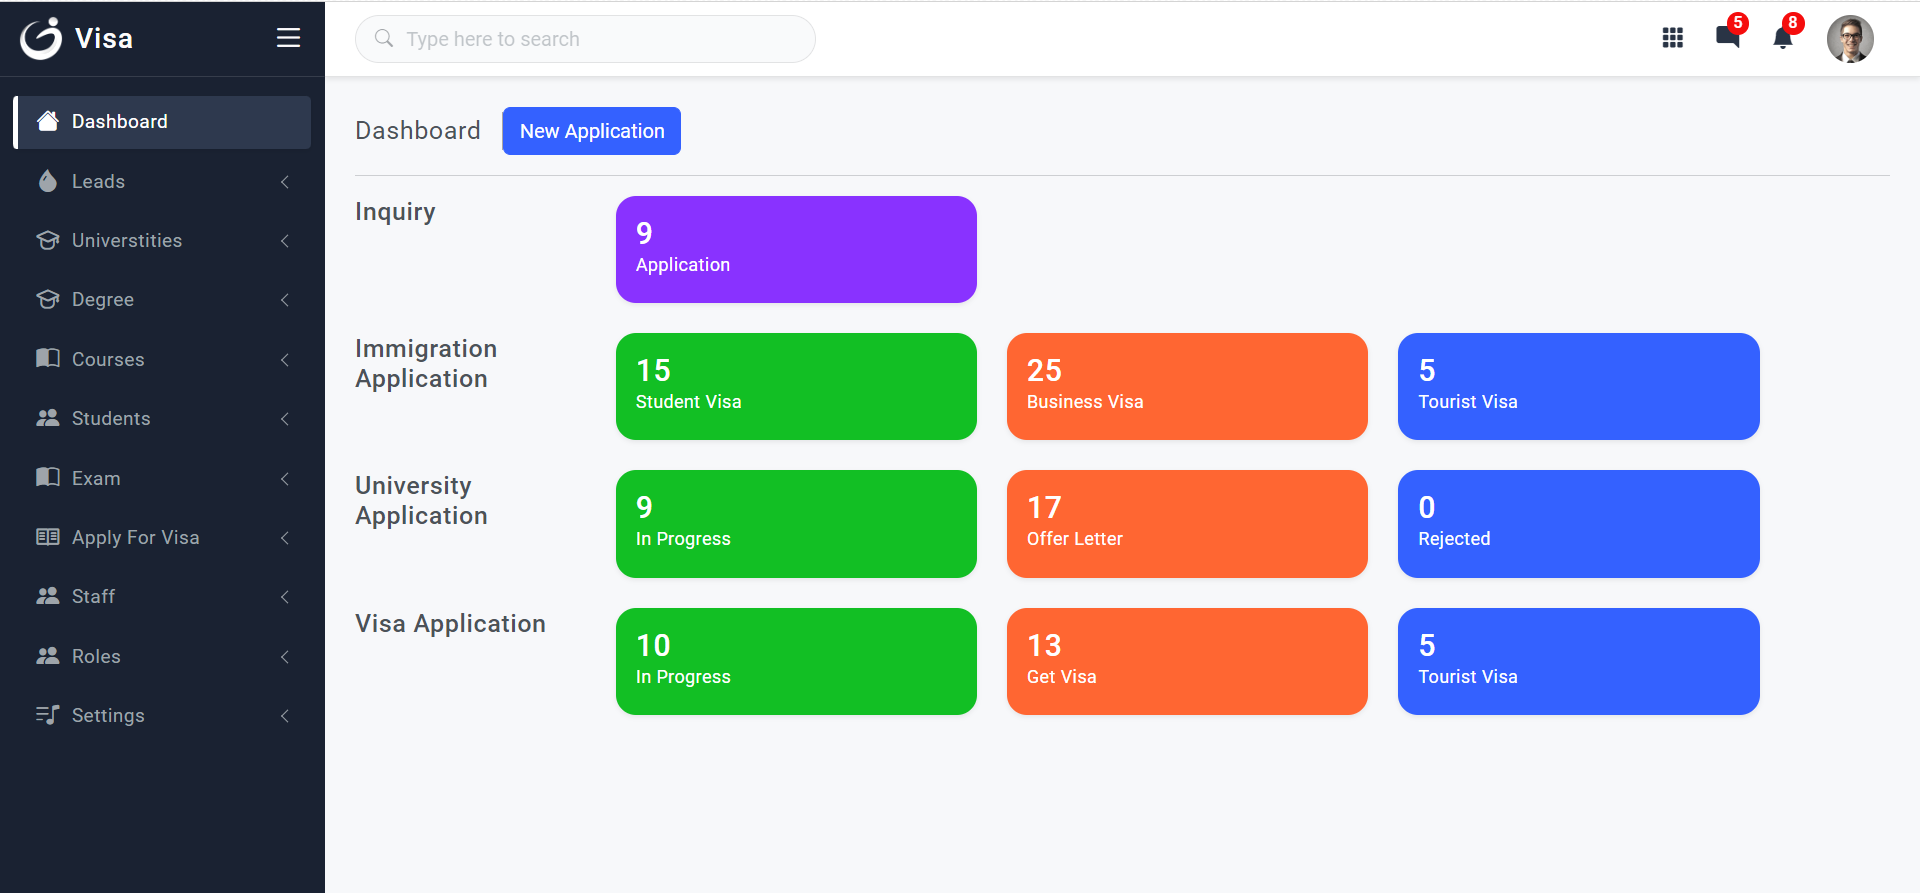 Visa
Type here to search
5
8
Dashboard
Leads
Universtities
Degree
Courses
Students
Exam
Apply For Visa
Staff
Roles
Settings
Dashboard
New Application
Inquiry
9
Application
Immigration
Application
15
Student Visa
25
Business Visa
5
Tourist Visa
University
Application
9
In Progress
17
Offer Letter
0
Rejected
Visa Application
10
In Progress
13
Get Visa
5
Tourist Visa